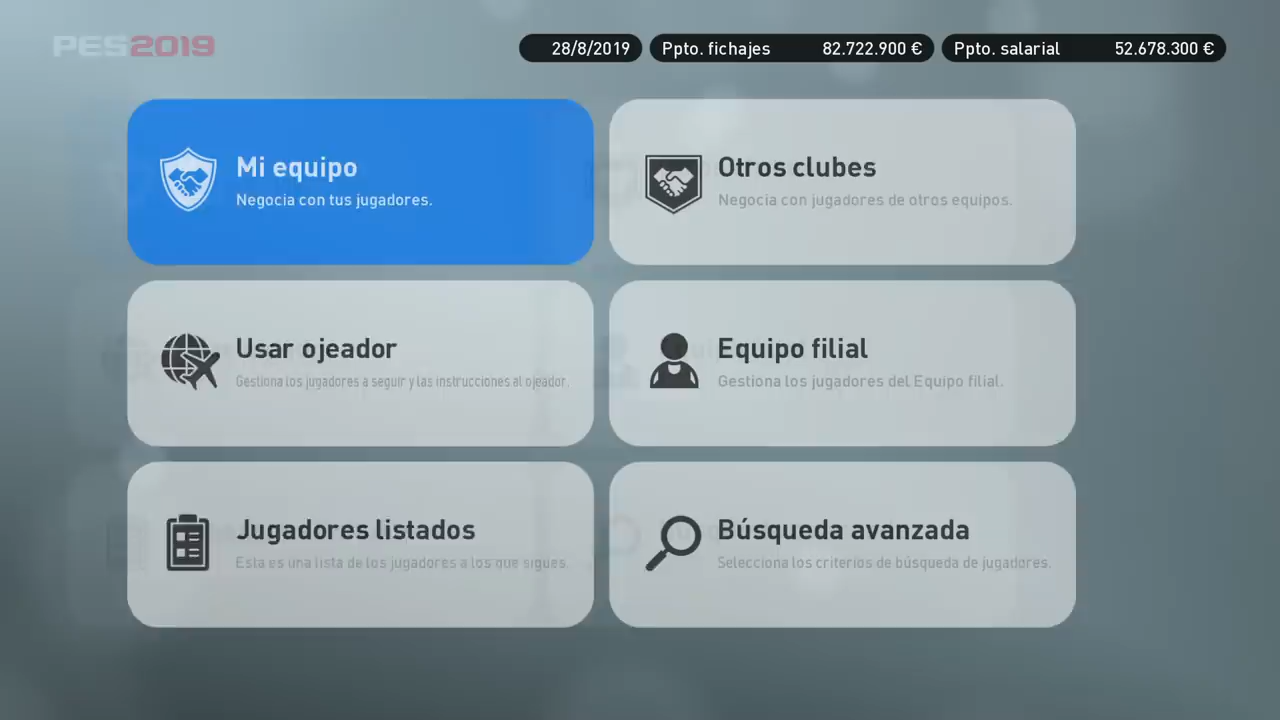 PES2019
28/8/2019 Ppto. fichajes 82.722.900 € Ppto. salarial 52.678.300 €
Mi equipo
Negocia con tus jugadores.
Otros clubes
Negocia con jugadores de otros equipos.
Usar ojeador
Gestiona los jugadores a seguir y las instrucciones al ojeador.
Equipo filial
Gestiona los jugadores del Equipo filial.
Jugadores listados
Esta es una lista de los jugadores a los que sigues.
Búsqueda avanzada
Selecciona los criterios de búsqueda de jugadores.